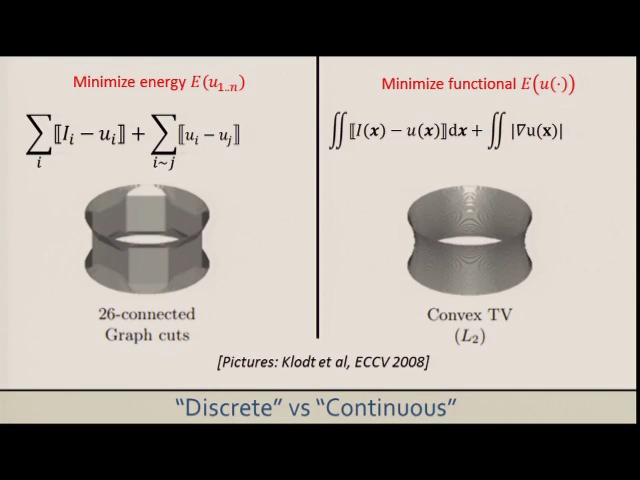 Minimize energy E(u₁..ₙ)
∑ᵢ ⟦Iᵢ − uᵢ⟧ + ∑ᵢ~ⱼ ⟦uᵢ − uⱼ⟧
26-connected
Graph cuts
Minimize functional E(u(·))
∬⟦I(x) − u(x)⟧dx + ∬ |∇u(x)|
Convex TV
(L₂)
[Pictures: Klodt et al, ECCV 2008]
“Discrete” vs “Continuous”